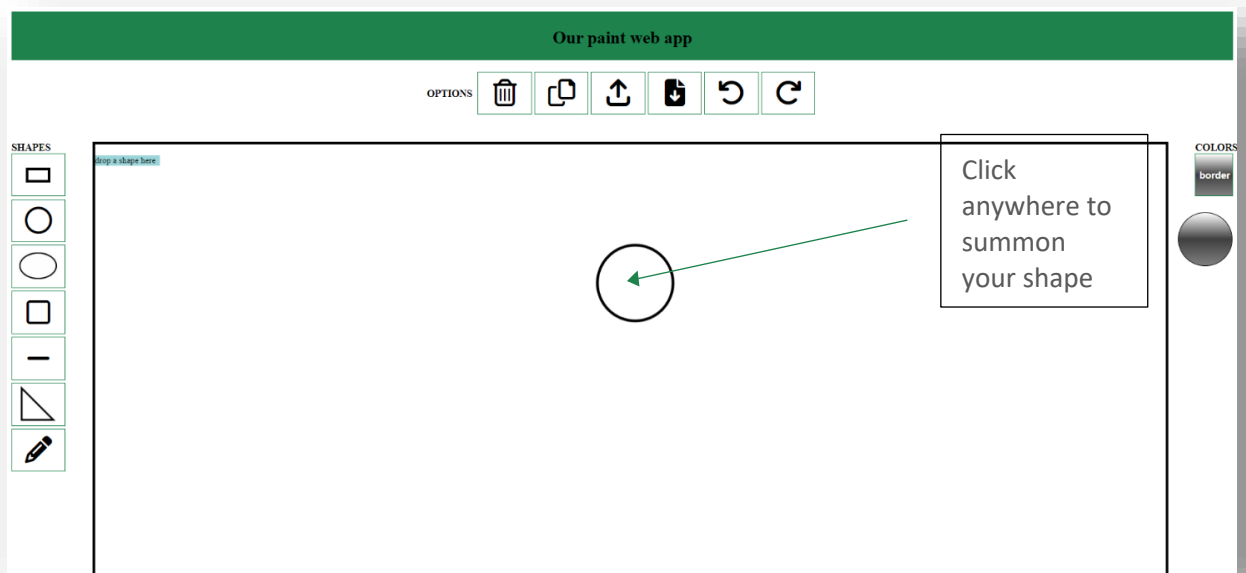 Our paint web app
OPTIONS
SHAPES
COLORS
drop a shape here
border
Click
anywhere to
summon
your shape